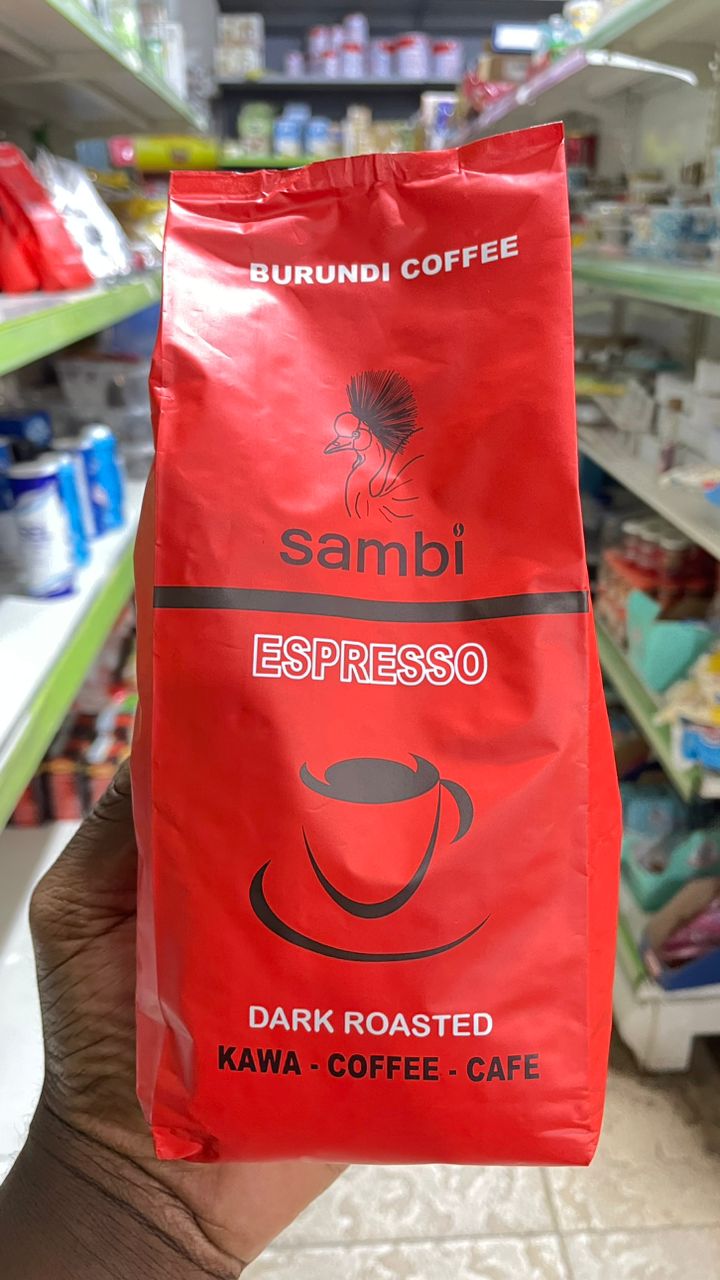 BURUNDI COFFEE
sambi
ESPRESSO
DARK ROASTED
KAWA - COFFEE - CAFE